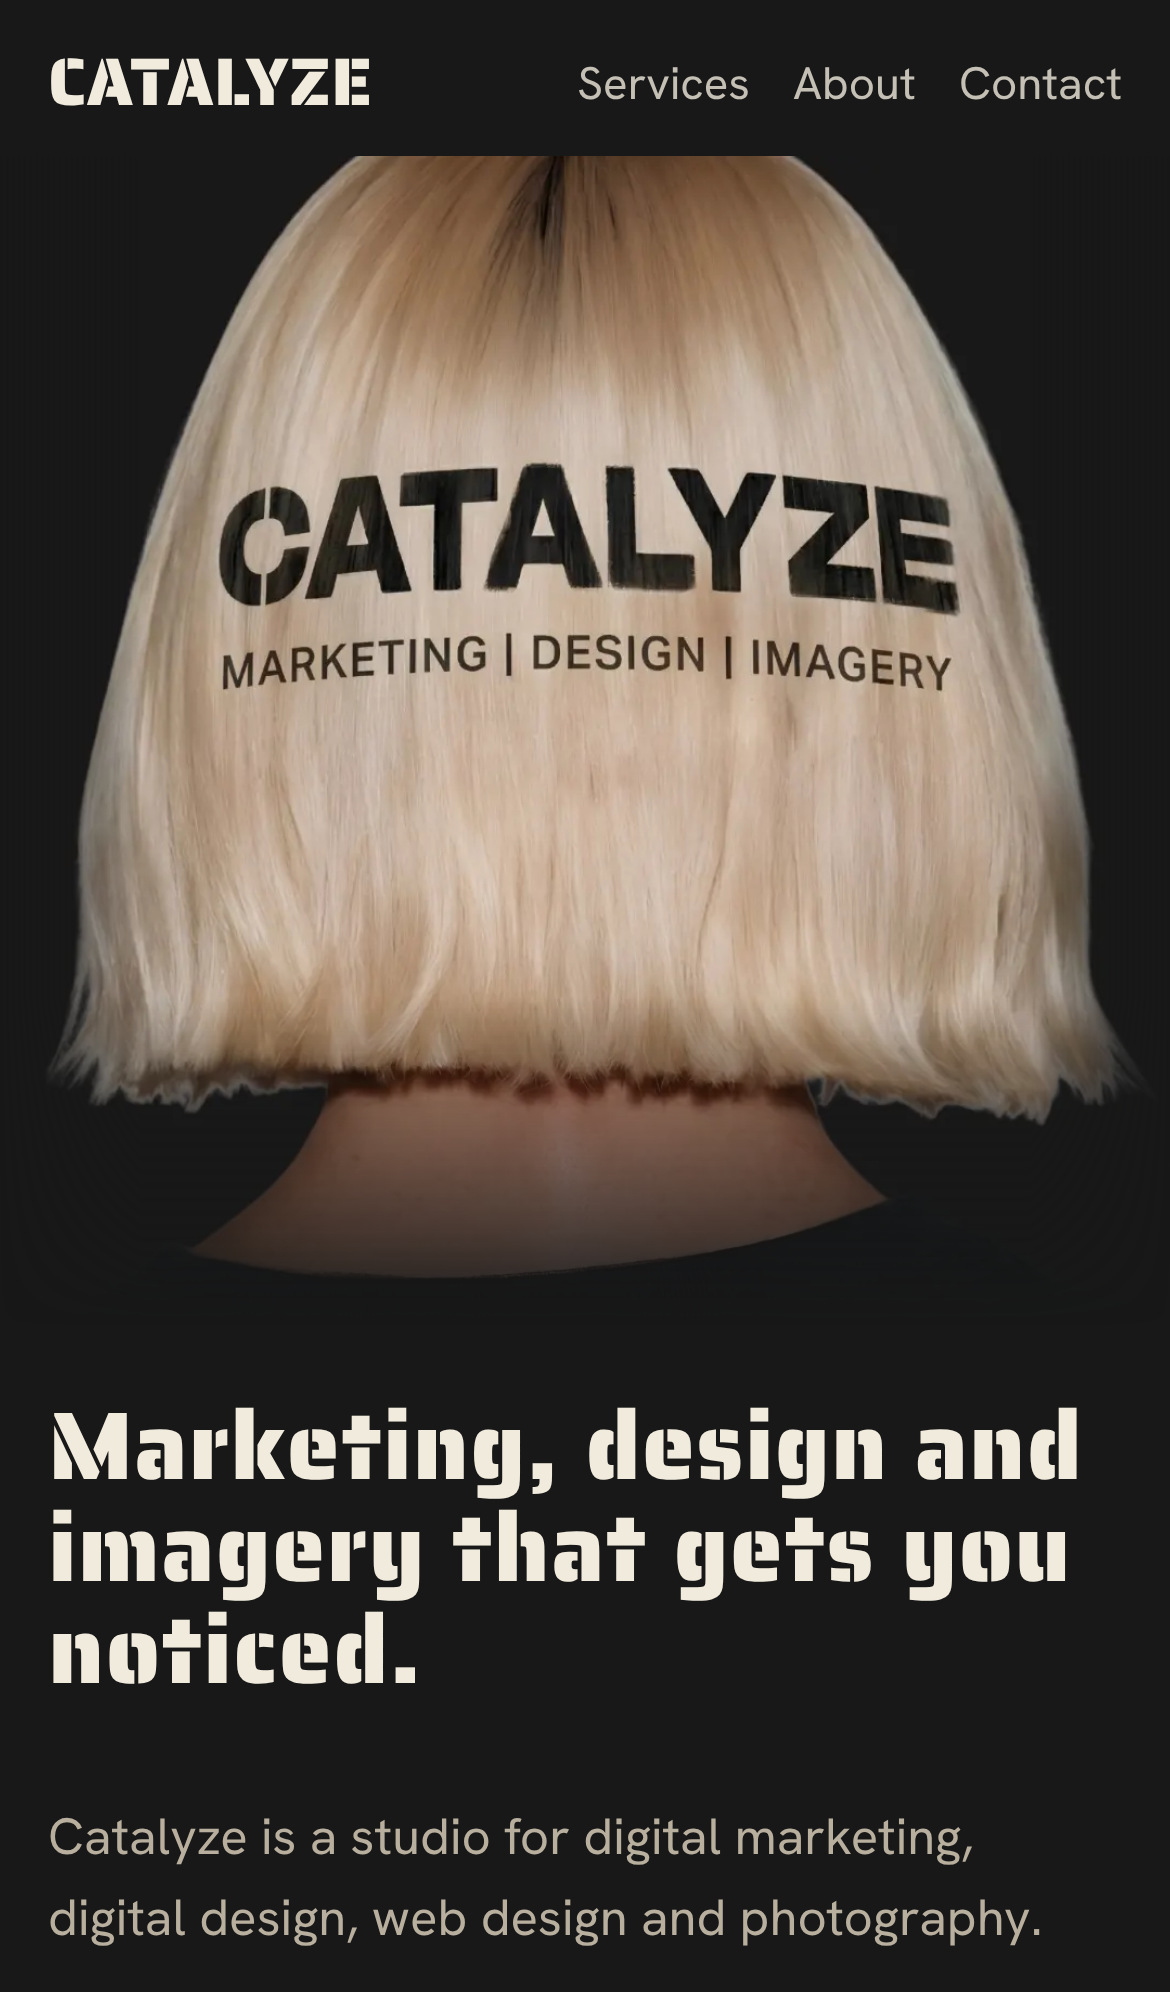 CATALYZE
Services About Contact
CATALYZE
MARKETING | DESIGN | IMAGERY
Marketing, design and
imagery that gets you
noticed.
Catalyze is a studio for digital marketing,
digital design, web design and photography.